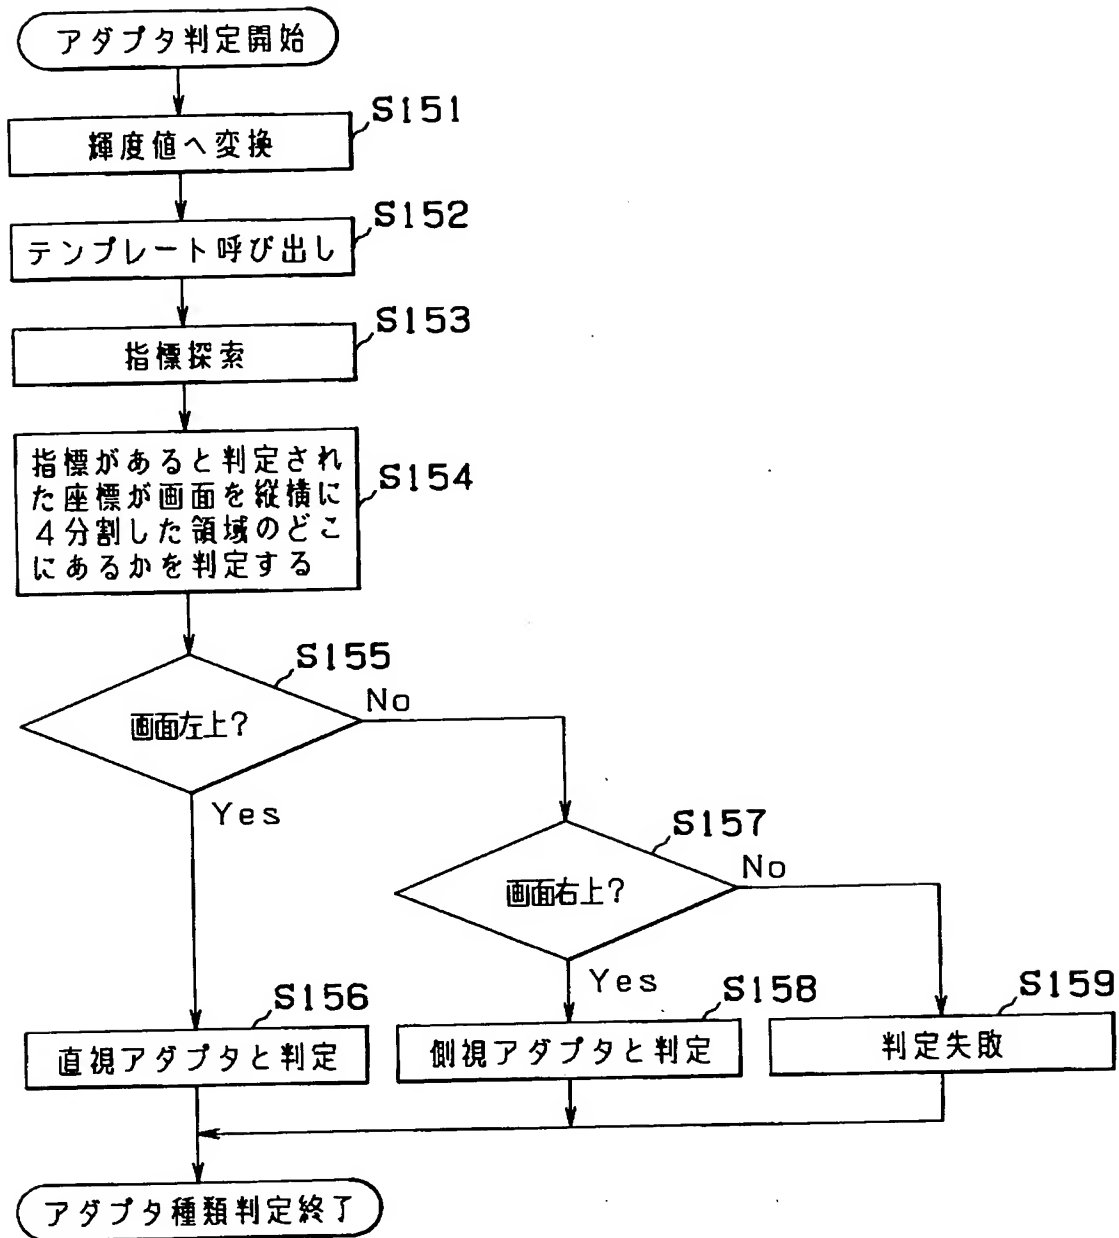 アダプタ判定開始
S151
輝度値へ変換
S152
テンプレート呼び出し
S153
指標探索
S154
指標があると判定され
た座標が画面を縦横に
4分割した領域のどこ
にあるかを判定する
S155
画面左上?
No
Yes
S157
画面右上?
No
Yes
S156
直視アダプタと判定
S158
側視アダプタと判定
S159
判定失敗
アダプタ種類判定終了